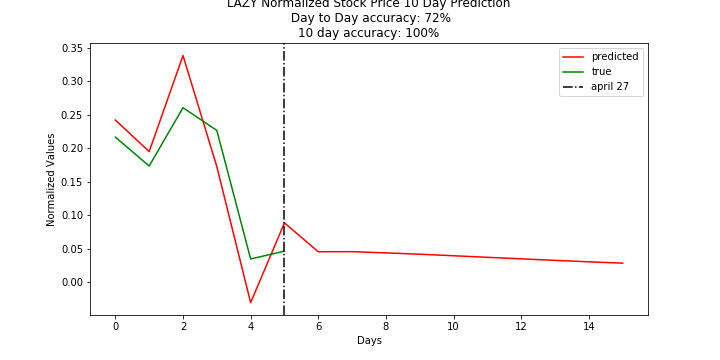 LAZY Normalized Stock Price 10 Day Prediction
Day to Day accuracy: 72%
10 day accuracy: 100%
0.35
0.30
0.25
0.20
0.15
0.10
0.05
0.00
Normalized Values
predicted
true
april 27
0 2 4 6 8 10 12 14
Days